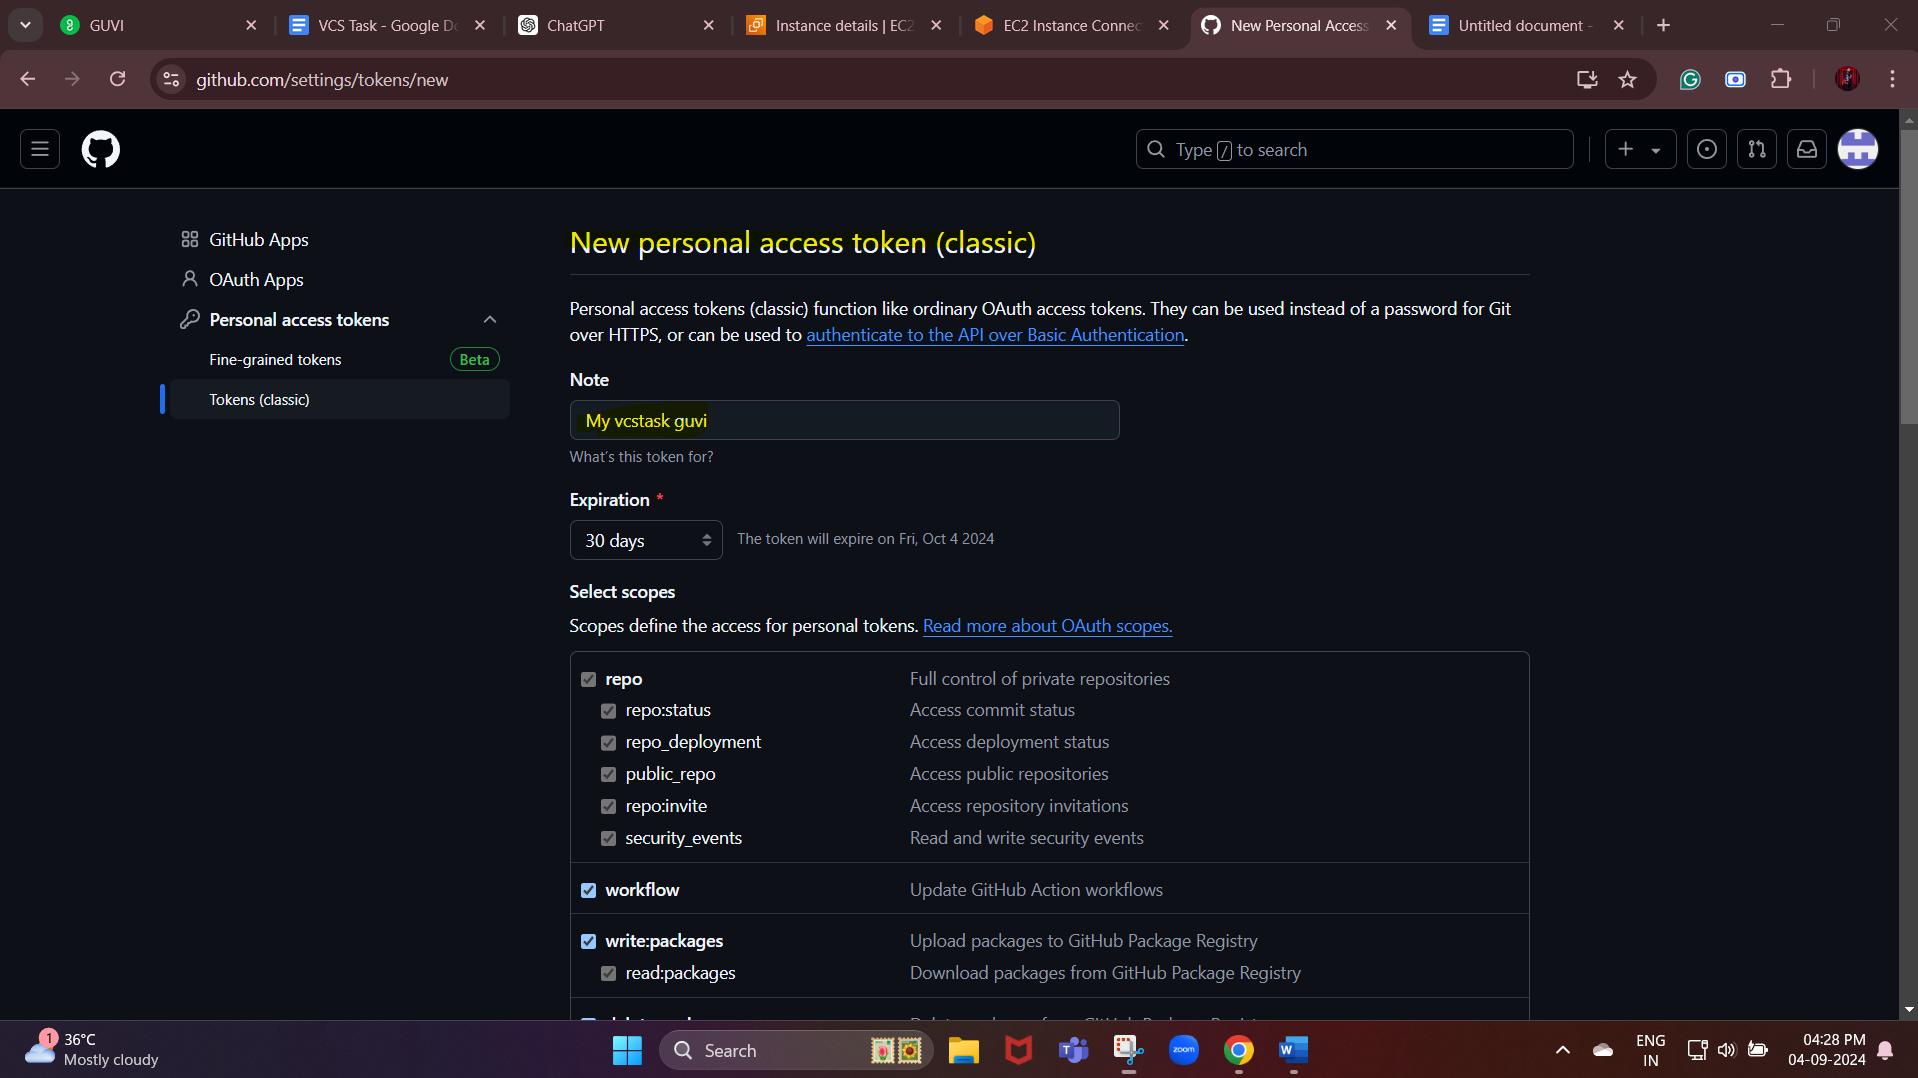 GUVI
VCS Task - Google Do
ChatGPT
Instance details | EC2
EC2 Instance Connec
New Personal Access
Untitled document -
github.com/settings/tokens/new
Type / to search
GitHub Apps
OAuth Apps
Personal access tokens
Fine-grained tokens
Beta
Tokens (classic)
New personal access token (classic)
Personal access tokens (classic) function like ordinary OAuth access tokens. They can be used instead of a password for Git
over HTTPS, or can be used to authenticate to the API over Basic Authentication.
Note
My vcstask guvi
What's this token for?
Expiration *
30 days
The token will expire on Fri, Oct 4 2024
Select scopes
Scopes define the access for personal tokens. Read more about OAuth scopes.
repo Full control of private repositories
repo:status Access commit status
repo_deployment Access deployment status
public_repo Access public repositories
repo:invite Access repository invitations
security_events Read and write security events
workflow Update GitHub Action workflows
write:packages Upload packages to GitHub Package Registry
read:packages Download packages from GitHub Package Registry
1
36°C
Mostly cloudy
Search
zoom
ENG
IN
04:28 PM
04-09-2024